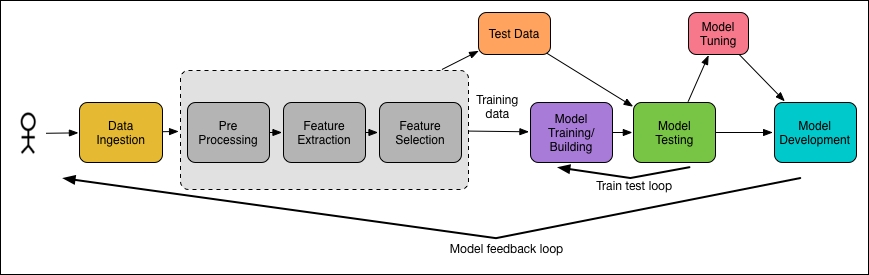 Test Data
Model
Tuning
Data
Ingestion
Pre
Processing
Feature
Extraction
Feature
Selection
Training
data
Model
Training/
Building
Model
Testing
Model
Development
Train test loop
Model feedback loop